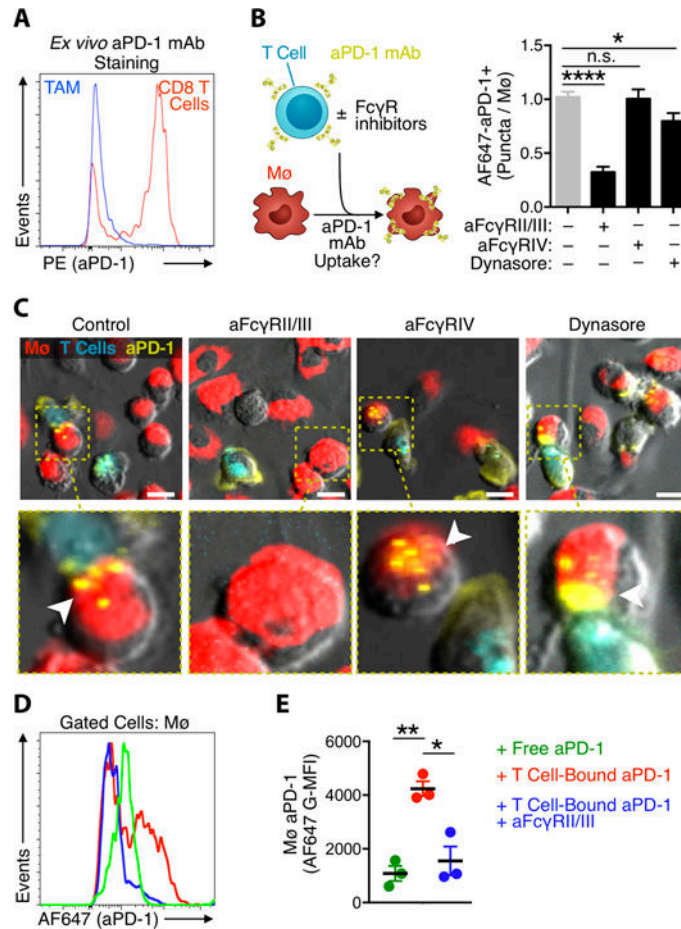 A
Ex vivo aPD-1 mAb
Staining
TAM
CD8 T
Cells
Events
PE (aPD-1)
B
T Cell
aPD-1 mAb
± FcγR
inhibitors
Mø
aPD-1
mAb
Uptake?
*
n.s.
****
AF647-aPD-1+
(Puncta / Mø)
1.5
1.0
0.5
0.0
aFcγRII/III: – + – –
aFcγRIV: – – + –
Dynasore: – – – +
C
Control
aFcγRII/III
aFcγRIV
Dynasore
Mø T Cells aPD-1
D
Gated Cells: Mø
Events
AF647 (aPD-1)
E
Mø aPD-1
(AF647 G-MFI)
6000
4000
2000
0
**
*
+ Free aPD-1
+ T Cell-Bound aPD-1
+ T Cell-Bound aPD-1
+ aFcγRII/III